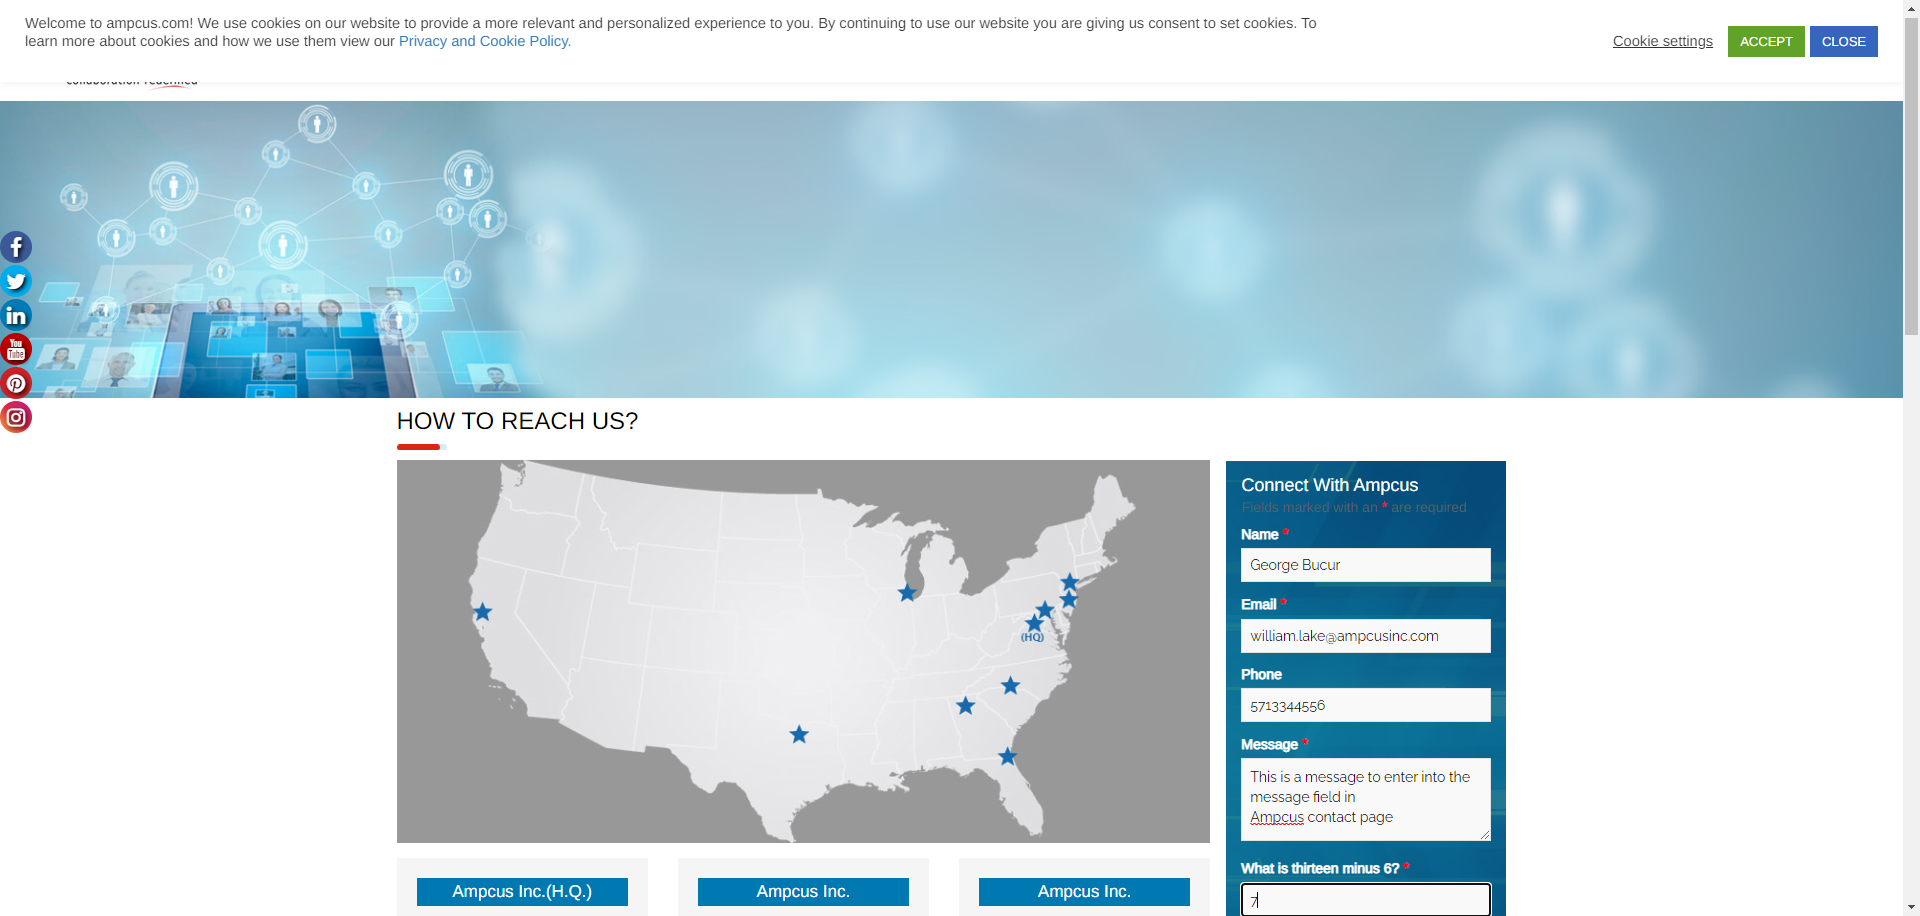 Welcome to ampcus.com! We use cookies on our website to provide a more relevant and personalized experience to you. By continuing to use our website you are giving us consent to set cookies. To
learn more about cookies and how we use them view our Privacy and Cookie Policy.
Cookie settings
ACCEPT
CLOSE
collaboration redefined
You
Tube
HOW TO REACH US?
(HQ)
Connect With Ampcus
Fields marked with an * are required
Name *
George Bucur
Email *
william.lake@ampcusinc.com
Phone
5713344556
Message *
This is a message to enter into the
message field in
Ampcus contact page
What is thirteen minus 6? *
7
Ampcus Inc.(H.Q.)
Ampcus Inc.
Ampcus Inc.